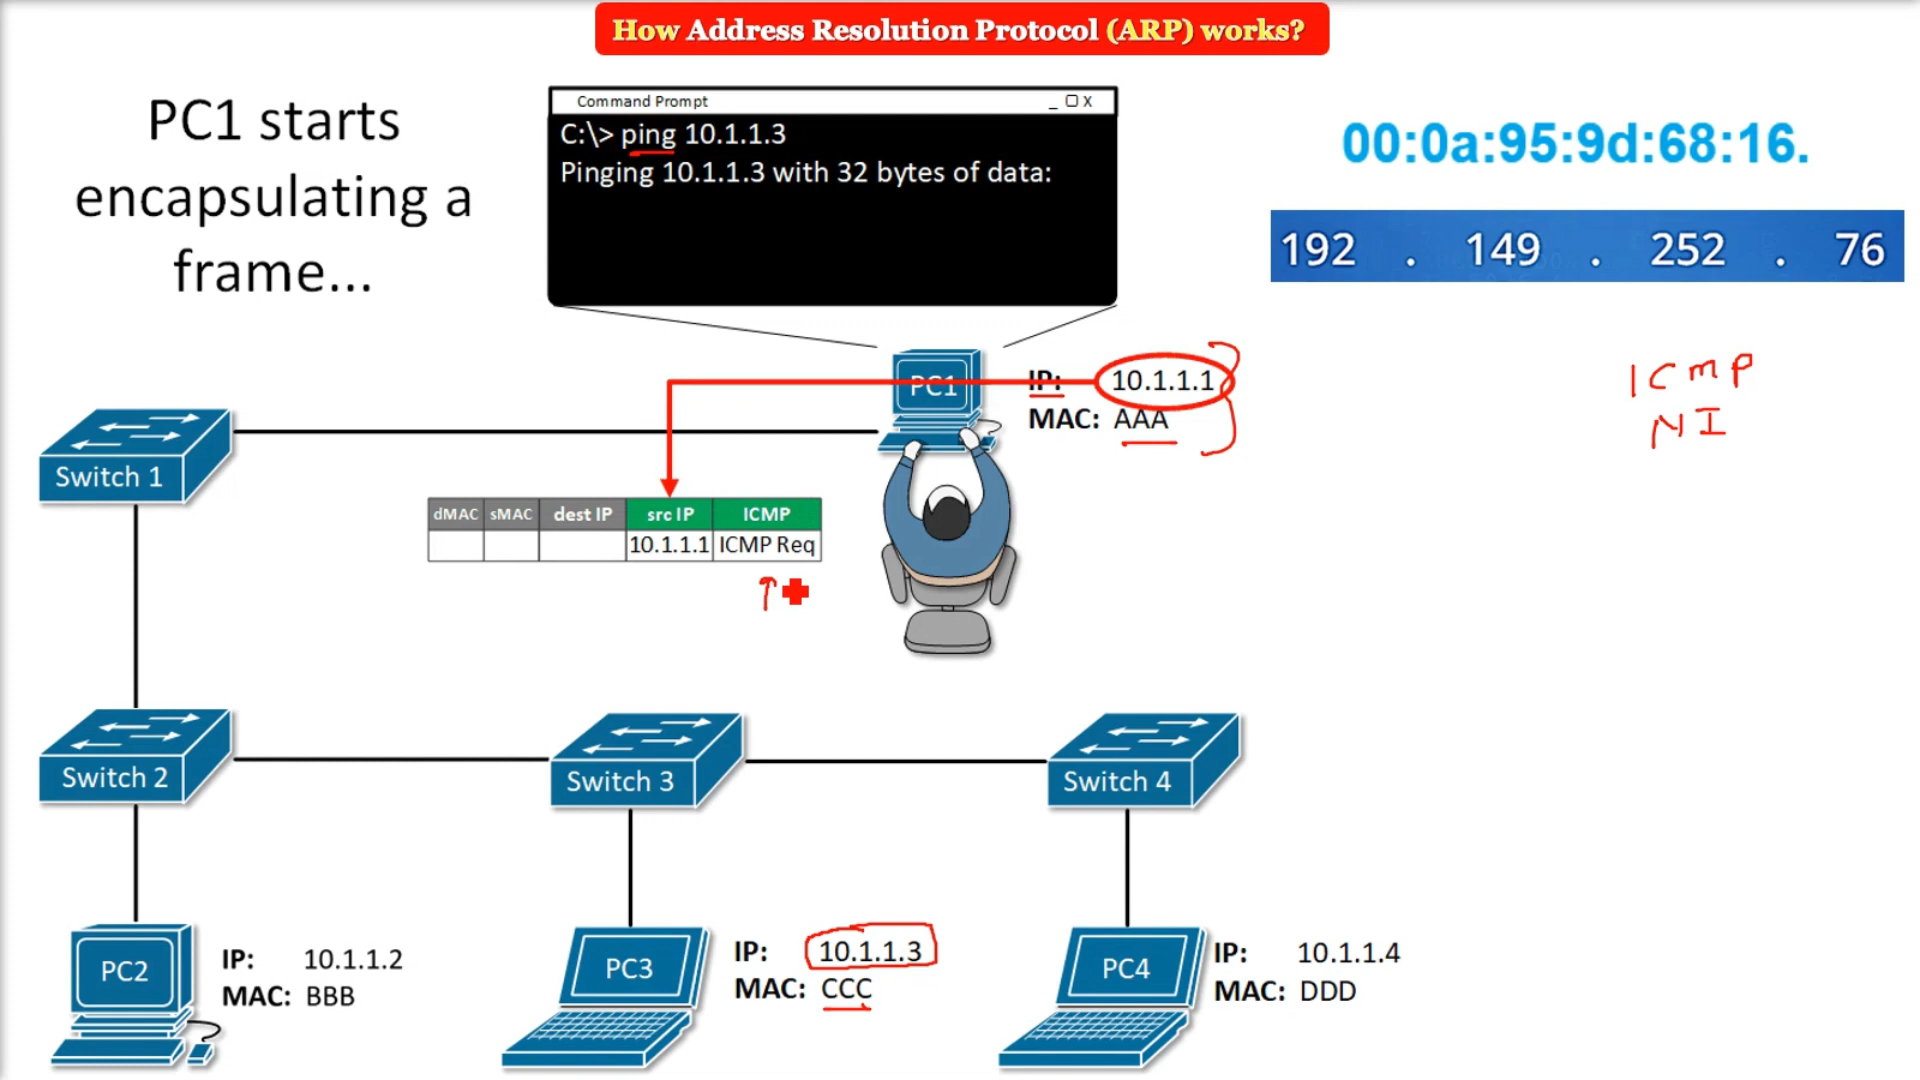 How Address Resolution Protocol (ARP) works?
PC1 starts
encapsulating a
frame...
Command Prompt
_ X
C:\> ping 10.1.1.3
Pinging 10.1.1.3 with 32 bytes of data:
00:0a:95:9d:68:16.
192 . 149 . 252 . 76
PC1
IP: 10.1.1.1
MAC: AAA
ICMP
NI
Switch 1
dMAC sMAC dest IP src IP ICMP
10.1.1.1 ICMP Req
Switch 2
Switch 3
Switch 4
PC2
IP: 10.1.1.2
MAC: BBB
PC3
IP: 10.1.1.3
MAC: CCC
PC4
IP: 10.1.1.4
MAC: DDD